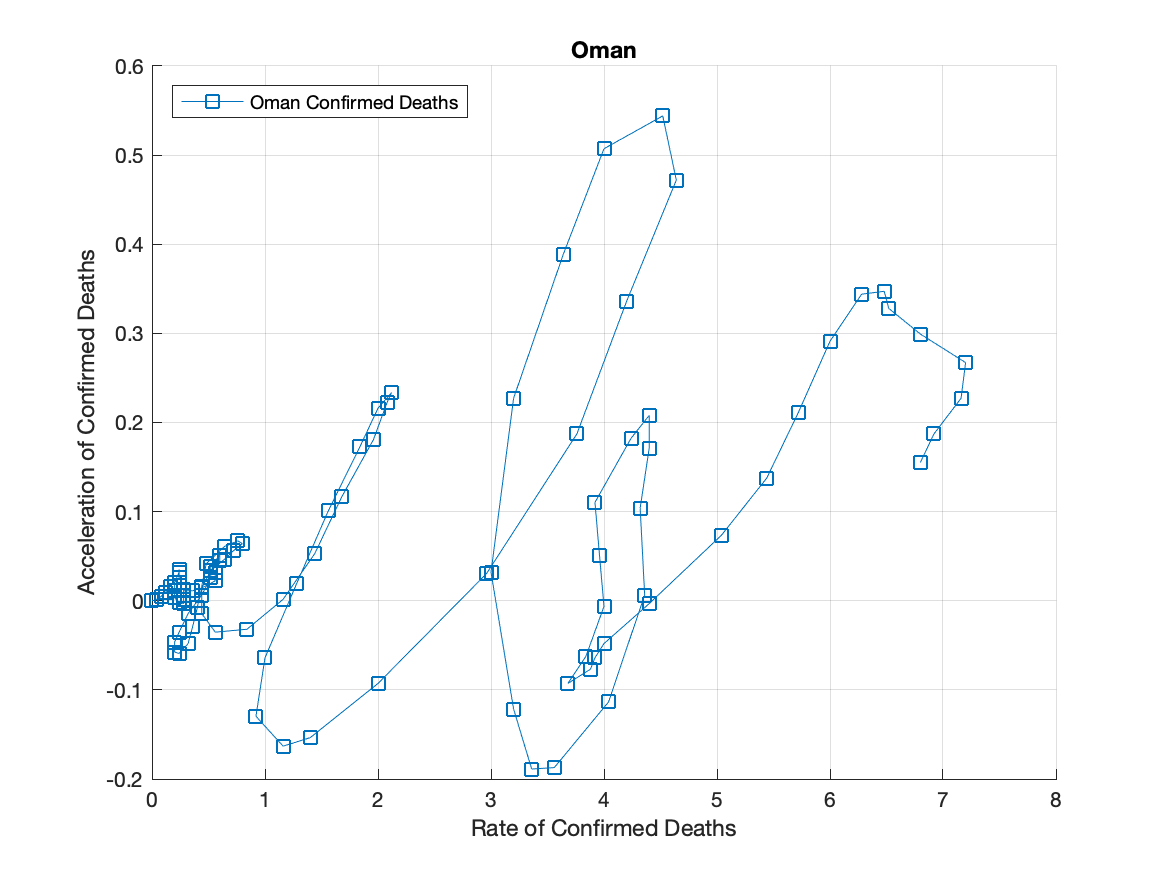 Oman
Oman Confirmed Deaths
Acceleration of Confirmed Deaths
0.6
0.5
0.4
0.3
0.2
0.1
0
-0.1
-0.2
0 1 2 3 4 5 6 7 8
Rate of Confirmed Deaths